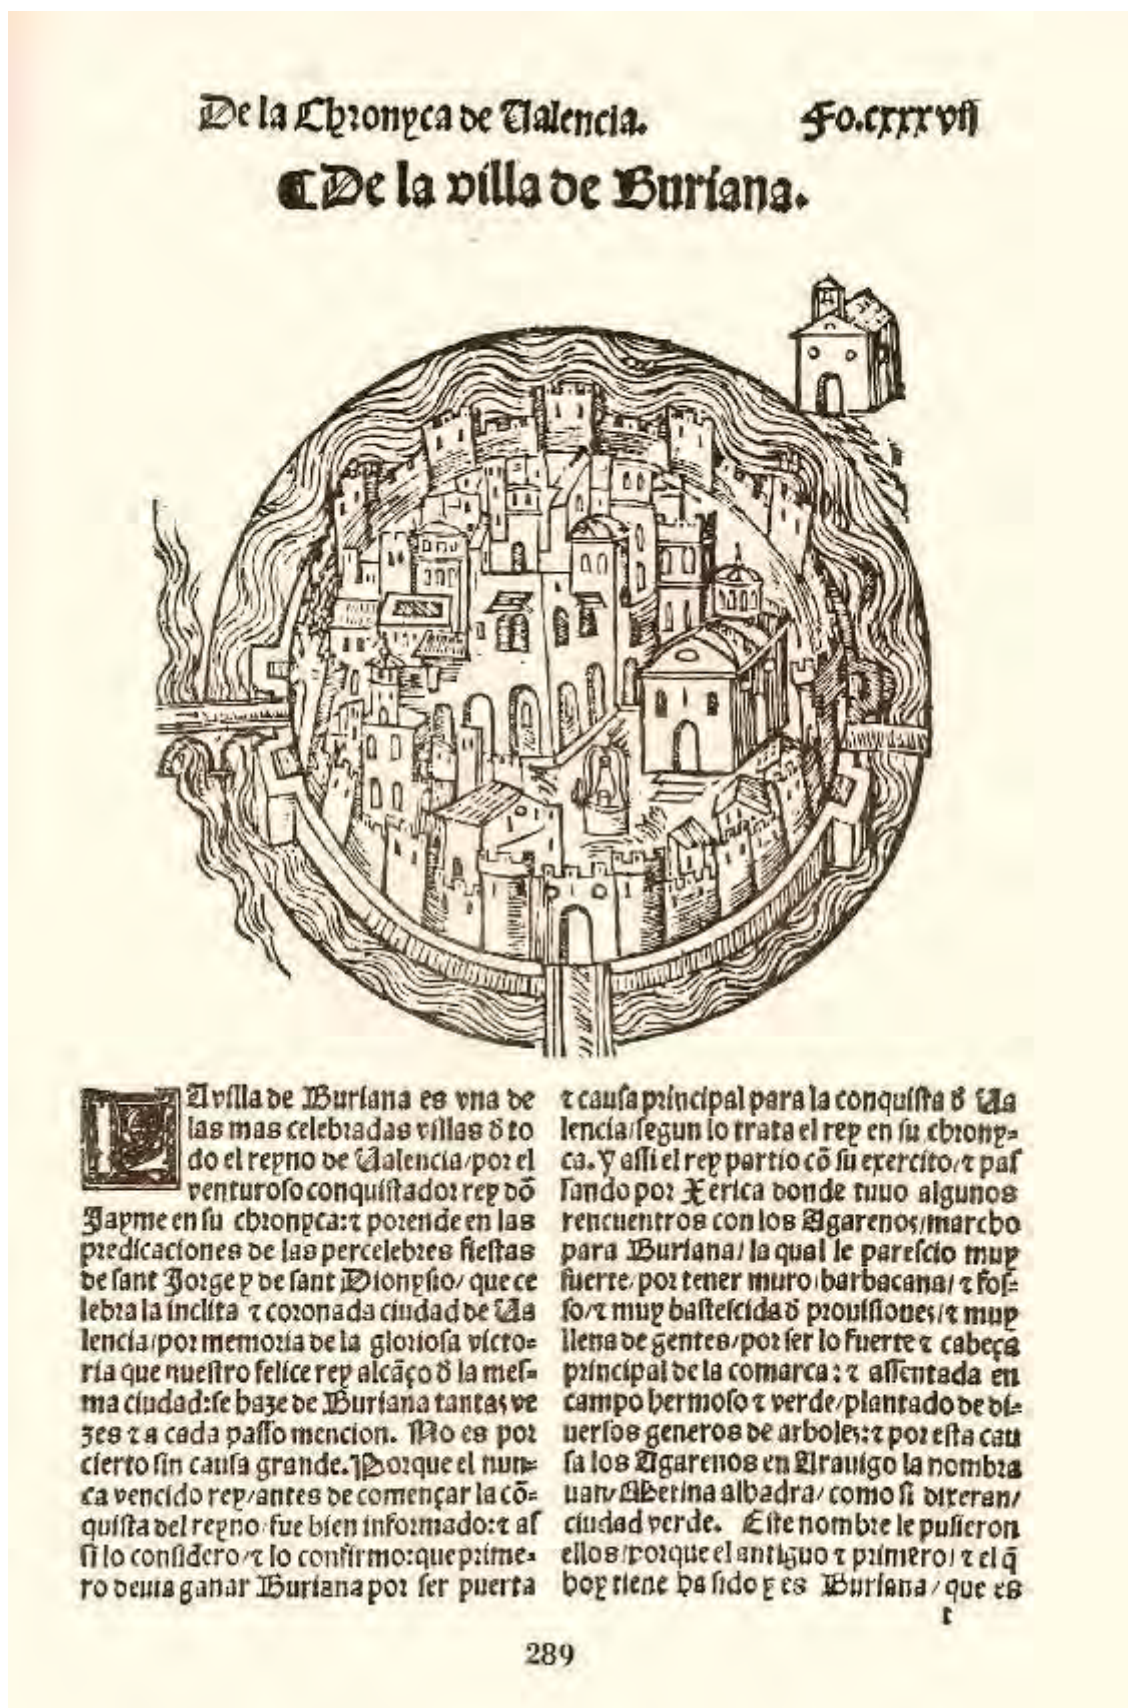 De la Chronyca de Ualencia. Fo.cxxxvij
¶De la villa de Buriana.
LA villa de Buriana es vna de
las mas celebradas villas d̄ to
do el reyno de Ualencia/por el
venturoso conquistador rey dō
Jayme en su chronyca:⁊ porende en las
predicaciones de las percelebres fiestas
de sant Jorge y de sant Dionysio/ que ce
lebra la inclita ⁊ coronada ciudad de Ua
lencia/por memoria de la gloriosa victo⸗
ria que nuestro felice rey alcāço d̄ la mes⸗
ma ciudad:se haze de Buriana tantas ve
zes ⁊ a cada passo mencion. No es por
cierto sin causa grande. Porque el nun⸗
ca vencido rey/antes de començar la cō⸗
quista del reyno fue bien informado:⁊ as
si lo considero/⁊ lo confirmo:que prime⸗
ro deuia ganar Buriana por ser puerta
⁊ causa principal para la conquista d̄ Ua
lencia/segun lo trata el rey en su chrony⸗
ca. Y assi el rey partio cō su exercito/⁊ pas
sando por Xerica donde tuuo algunos
rencuentros con los Agarenos/marcho
para Buriana/ la qual le parescio muy
fuerte/por tener muro/barbacana/⁊ fos⸗
so/⁊ muy bastescida d̄ prouisiones/⁊ muy
llena de gentes/por ser lo fuerte ⁊ cabeça
principal de la comarca:⁊ assentada en
campo hermoso ⁊ verde/plantado de di⸗
uersos generos de arboles:⁊ por esta cau
sa los Agarenos en Arauigo la nombra
uan/Medina albadra/como si dixeran/
ciudad verde. Este nombre le pusieron
ellos/porque el antiguo ⁊ primero/⁊ el q̄
hoy tiene ha sido y es Buriana/que es
r
289